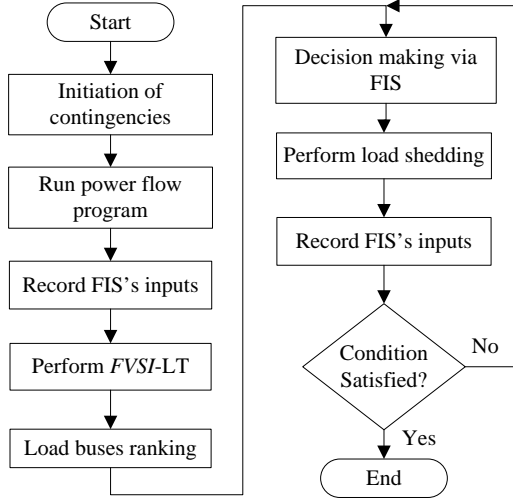 Start
Initiation of
contingencies
Run power flow
program
Record FIS's inputs
Perform FVSI-LT
Load buses ranking
Decision making via
FIS
Perform load shedding
Record FIS's inputs
Condition
Satisfied?
No
Yes
End